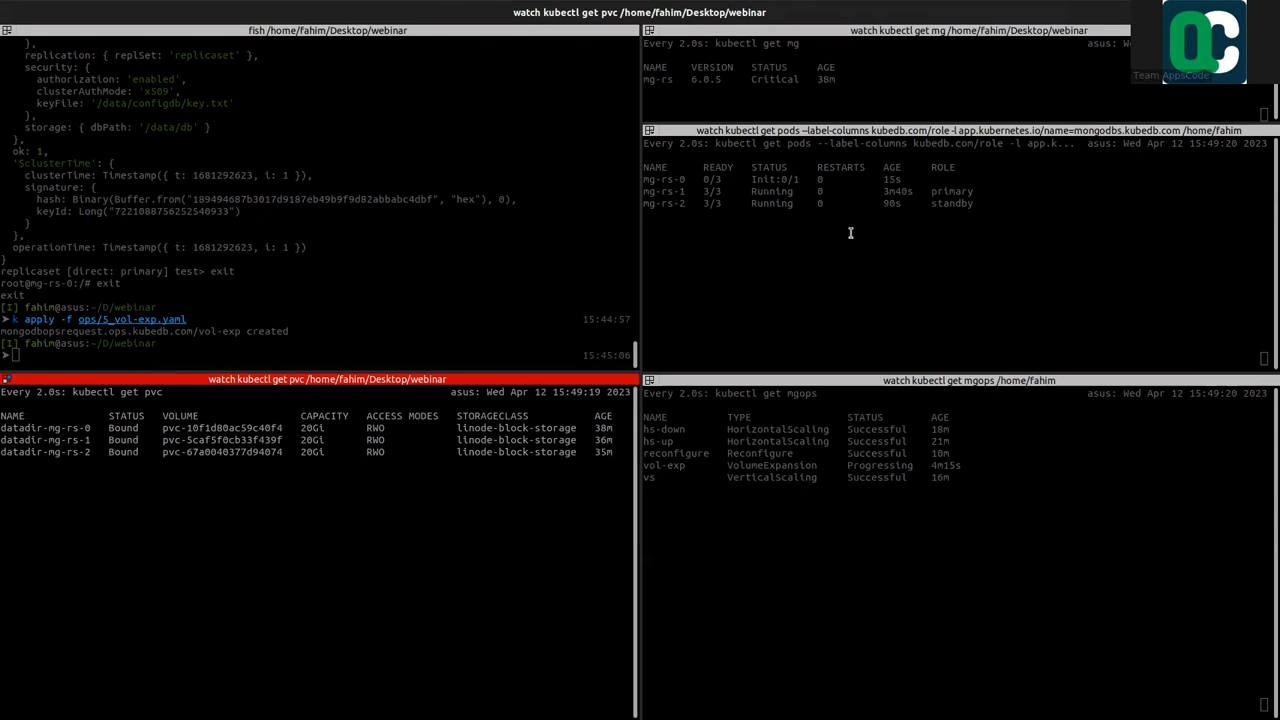 watch kubectl get pvc /home/fahim/Desktop/webinar
fish /home/fahim/Desktop/webinar
},
replication: { replSet: 'replicaset' },
security: {
authorization: 'enabled',
clusterAuthMode: 'x509',
keyFile: '/data/configdb/key.txt'
},
storage: { dbPath: '/data/db' }
},
ok: 1,
'$clusterTime': {
clusterTime: Timestamp({ t: 1681292623, i: 1 }),
signature: {
hash: Binary(Buffer.from("189494687b3017d9187eb49b9f9d82abbabc4dbf", "hex"), 0),
keyId: Long("7221088756252540933")
}
},
operationTime: Timestamp({ t: 1681292623, i: 1 })
}
replicaset [direct: primary] test> exit
root@mg-rs-0:/# exit
exit
[I] fahim@asus:~/D/webinar
➤ k apply -f ops/5_vol-exp.yaml 15:44:57
mongodbopsrequest.ops.kubedb.com/vol-exp created
[I] fahim@asus:~/D/webinar
➤ 15:45:06
watch kubectl get mg /home/fahim/Desktop/webinar
Every 2.0s: kubectl get mg asus: We
NAME VERSION STATUS AGE
mg-rs 6.0.5 Critical 38m
Team AppsCode
watch kubectl get pods --label-columns kubedb.com/role -l app.kubernetes.io/name=mongodbs.kubedb.com /home/fahim
Every 2.0s: kubectl get pods --label-columns kubedb.com/role -l app.k... asus: Wed Apr 12 15:49:20 2023
NAME READY STATUS RESTARTS AGE ROLE
mg-rs-0 0/3 Init:0/1 0 15s
mg-rs-1 3/3 Running 0 3m40s primary
mg-rs-2 3/3 Running 0 90s standby
watch kubectl get pvc /home/fahim/Desktop/webinar
Every 2.0s: kubectl get pvc asus: Wed Apr 12 15:49:19 2023
NAME STATUS VOLUME CAPACITY ACCESS MODES STORAGECLASS AGE
datadir-mg-rs-0 Bound pvc-10f1d80ac59c40f4 20Gi RWO linode-block-storage 38m
datadir-mg-rs-1 Bound pvc-5caf5f0cb33f439f 20Gi RWO linode-block-storage 36m
datadir-mg-rs-2 Bound pvc-67a0040377d94074 20Gi RWO linode-block-storage 35m
watch kubectl get mgops /home/fahim
Every 2.0s: kubectl get mgops asus: Wed Apr 12 15:49:20 2023
NAME TYPE STATUS AGE
hs-down HorizontalScaling Successful 18m
hs-up HorizontalScaling Successful 21m
reconfigure Reconfigure Successful 10m
vol-exp VolumeExpansion Progressing 4m15s
vs VerticalScaling Successful 16m